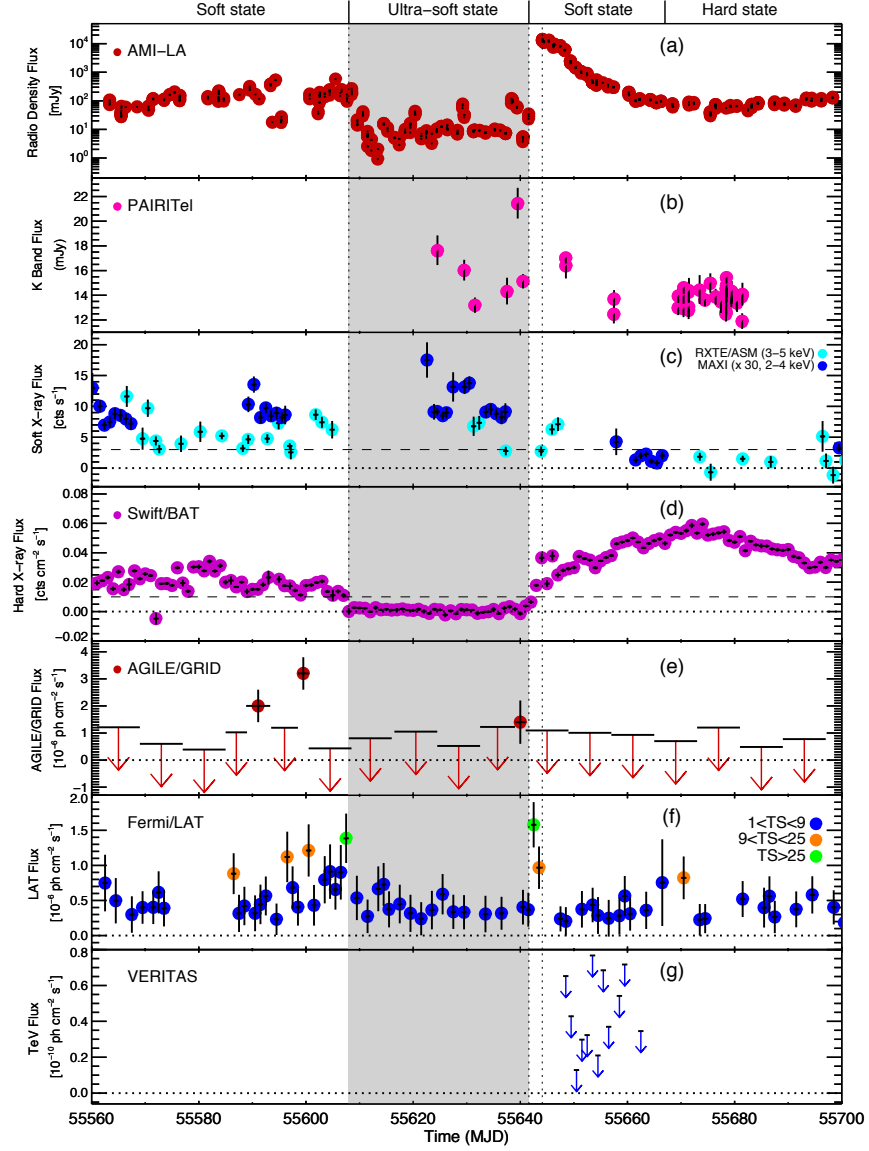 Soft state Ultra-soft state Soft state Hard state
AMI-LA
(a)
Radio Density Flux
[mJy]
10⁴
10³
10²
10¹
10⁰
PAIRITel
(b)
K Band Flux
(mJy)
22
20
18
16
14
12
(c)
RXTE/ASM (3-5 keV)
MAXI (x 30, 2-4 keV)
Soft X-ray Flux
[cts s⁻¹]
20
15
10
5
0
Swift/BAT
(d)
Hard X-ray Flux
[cts cm⁻² s⁻¹]
0.08
0.06
0.04
0.02
0.00
-0.02
AGILE/GRID
(e)
AGILE/GRID Flux
[10⁻⁶ ph cm⁻² s⁻¹]
4
3
2
1
0
-1
Fermi/LAT
(f)
1<TS<9
9<TS<25
TS>25
LAT Flux
[10⁻⁶ ph cm⁻² s⁻¹]
2.0
1.5
1.0
0.5
0.0
VERITAS
(g)
TeV Flux
[10⁻¹⁰ ph cm⁻² s⁻¹]
0.8
0.6
0.4
0.2
0.0
55560 55580 55600 55620 55640 55660 55680 55700
Time (MJD)